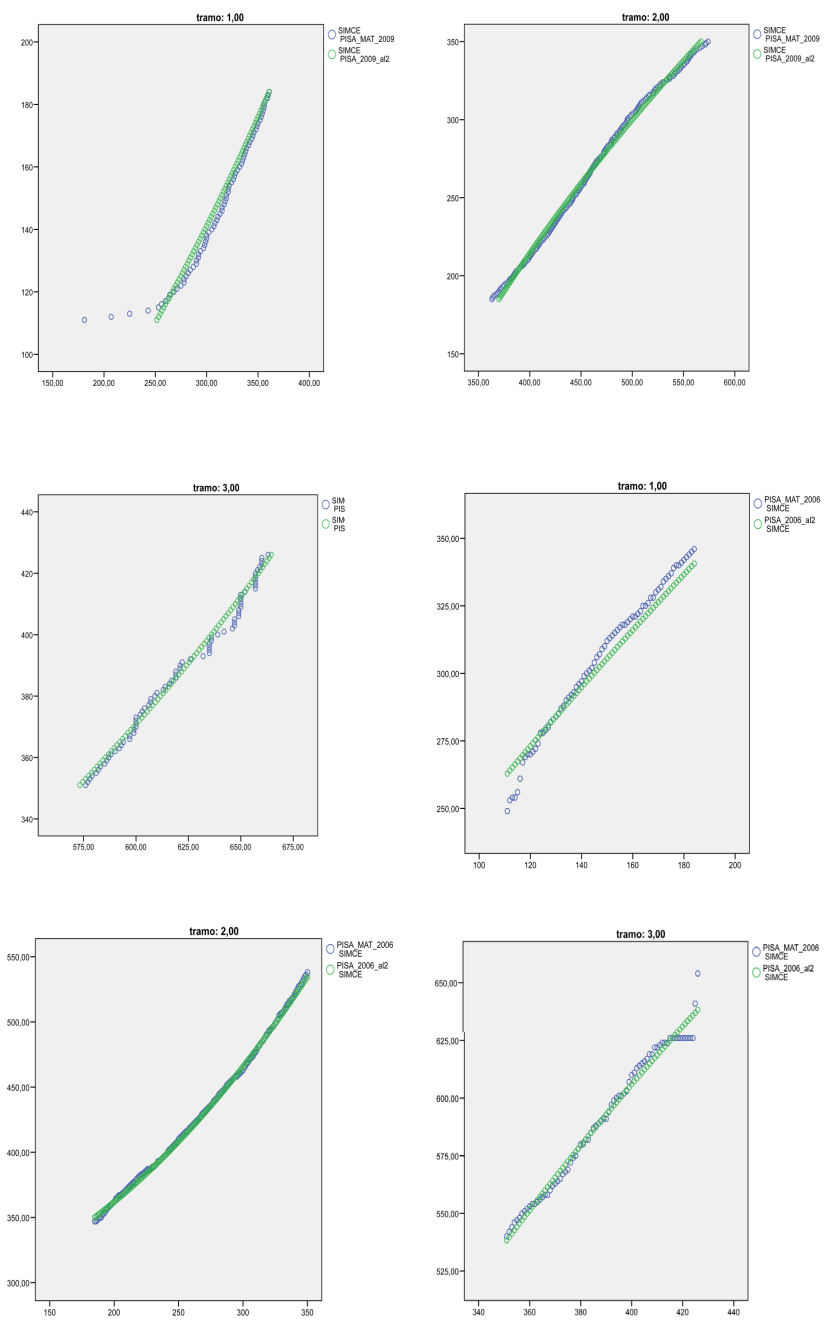 tramo: 1,00
SIMCE
PISA_MAT_2009
SIMCE
PISA_2009_al2
200
180
160
140
120
100
150,00 200,00 250,00 300,00 350,00 400,00
tramo: 2,00
SIMCE
PISA_MAT_2009
SIMCE
PISA_2009_al2
350
300
250
200
150
350,00 400,00 450,00 500,00 550,00 600,00
tramo: 3,00
SIM
PIS
SIM
PIS
440
420
400
380
360
340
575,00 600,00 625,00 650,00 675,00
tramo: 1,00
PISA_MAT_2006
SIMCE
PISA_2006_al2
SIMCE
350,00
325,00
300,00
275,00
250,00
100 120 140 160 180 200
tramo: 2,00
PISA_MAT_2006
SIMCE
PISA_2006_al2
SIMCE
550,00
500,00
450,00
400,00
350,00
300,00
150 200 250 300 350
tramo: 3,00
PISA_MAT_2006
SIMCE
PISA_2006_al2
SIMCE
650,00
625,00
600,00
575,00
550,00
525,00
340 360 380 400 420 440